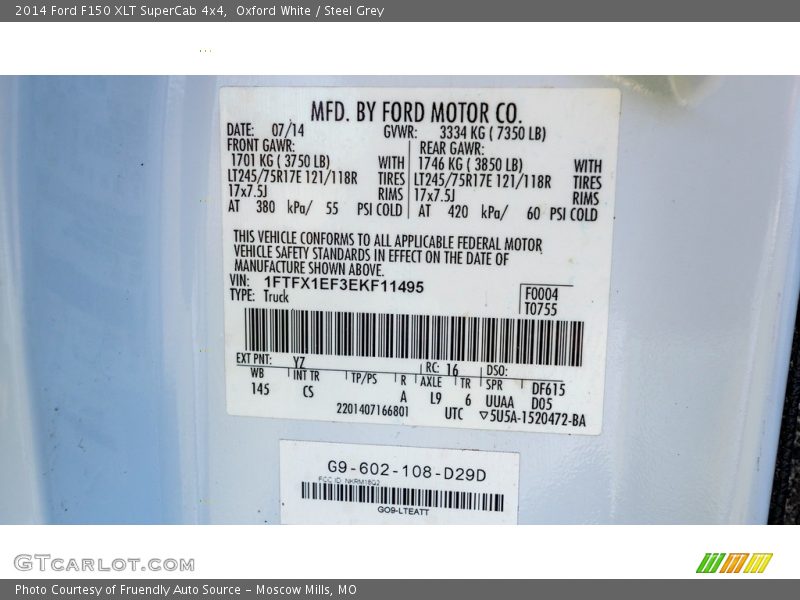 2014 Ford F150 XLT SuperCab 4x4,  Oxford White / Steel Grey
MFD. BY FORD MOTOR CO.
DATE: 07/14 GVWR: 3334 KG ( 7350 LB)
FRONT GAWR: REAR GAWR:
1701 KG ( 3750 LB) WITH 1746 KG ( 3850 LB) WITH
LT245/75R17E 121/118R TIRES LT245/75R17E 121/118R TIRES
17x7.5J RIMS 17x7.5J RIMS
AT 380 kPa/ 55 PSI COLD AT 420 kPa/ 60 PSI COLD
THIS VEHICLE CONFORMS TO ALL APPLICABLE FEDERAL MOTOR
VEHICLE SAFETY STANDARDS IN EFFECT ON THE DATE OF
MANUFACTURE SHOWN ABOVE.
VIN: 1FTFX1EF3EKF11495 F0004
TYPE: Truck T0755
EXT PNT: YZ RC: 16 DSO:
WB INT TR TP/PS R AXLE TR SPR DF615
145 CS A L9 6 UUAA D05
2201407166801 UTC ▽5U5A-1520472-BA
G9-602-108-D29D
FCC ID: NKRM18G2
GO9-LTEATT
GTCARLOT.COM
Photo Courtesy of Fruendly Auto Source – Moscow Mills, MO